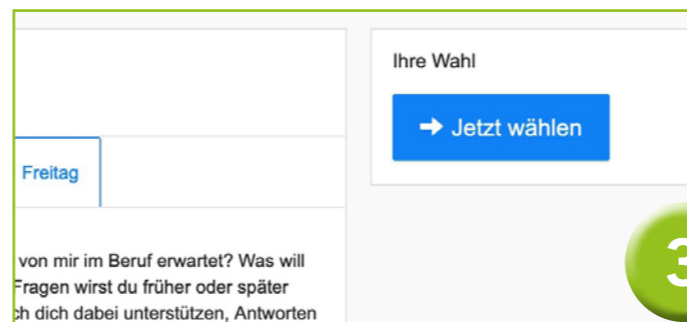 Ihre Wahl
Jetzt wählen
Freitag
von mir im Beruf erwartet? Was will
Fragen wirst du früher oder später
dich dabei unterstützen, Antworten
3